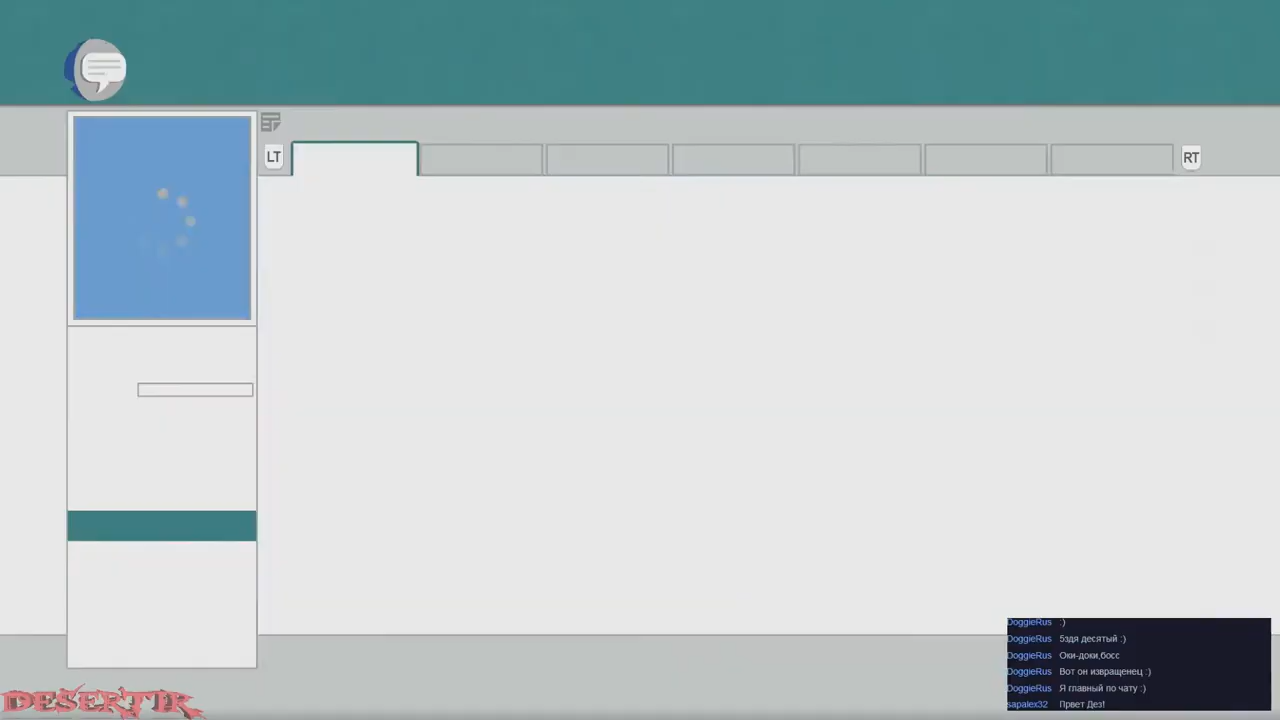 LT
RT
DoggieRus :)
DoggieRus 5здя десятый :)
DoggieRus Оки-доки,босс
DoggieRus Вот он извращенец :)
DoggieRus Я главный по чату :)
sapalex32 Првет Дез!
DESERTIR